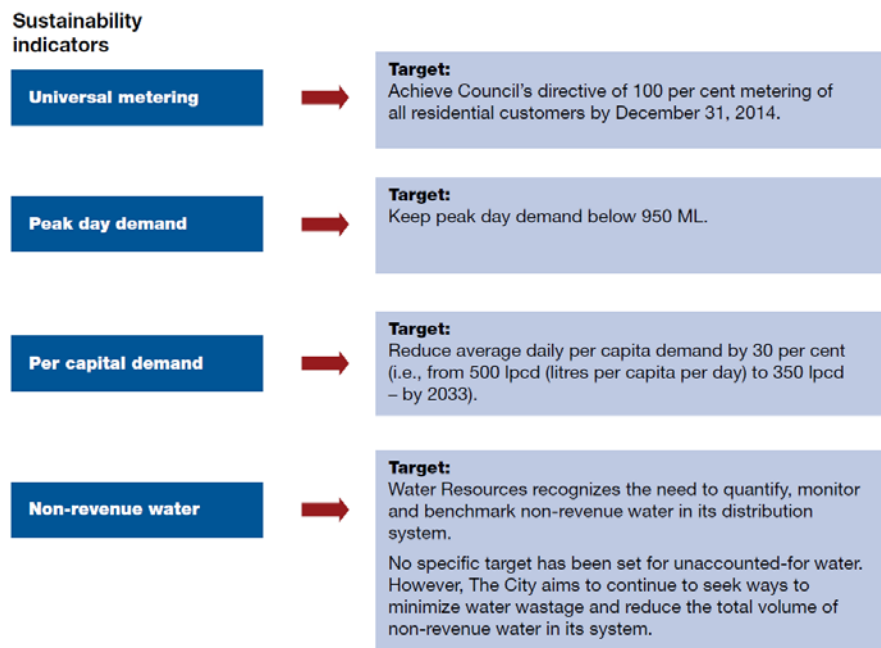 Sustainability
indicators
Universal metering
Target:
Achieve Council's directive of 100 per cent metering of
all residential customers by December 31, 2014.
Peak day demand
Target:
Keep peak day demand below 950 ML.
Per capital demand
Target:
Reduce average daily per capita demand by 30 per cent
(i.e., from 500 lpcd (litres per capita per day) to 350 lpcd
– by 2033).
Non-revenue water
Target:
Water Resources recognizes the need to quantify, monitor
and benchmark non-revenue water in its distribution
system.
No specific target has been set for unaccounted-for water.
However, The City aims to continue to seek ways to
minimize water wastage and reduce the total volume of
non-revenue water in its system.